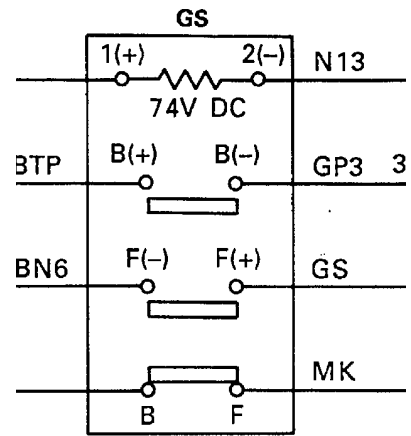 GS
1(+) 2(−) N13
74V DC
BTP B(+) B(−) GP3 3
BN6 F(−) F(+) GS
MK
B F